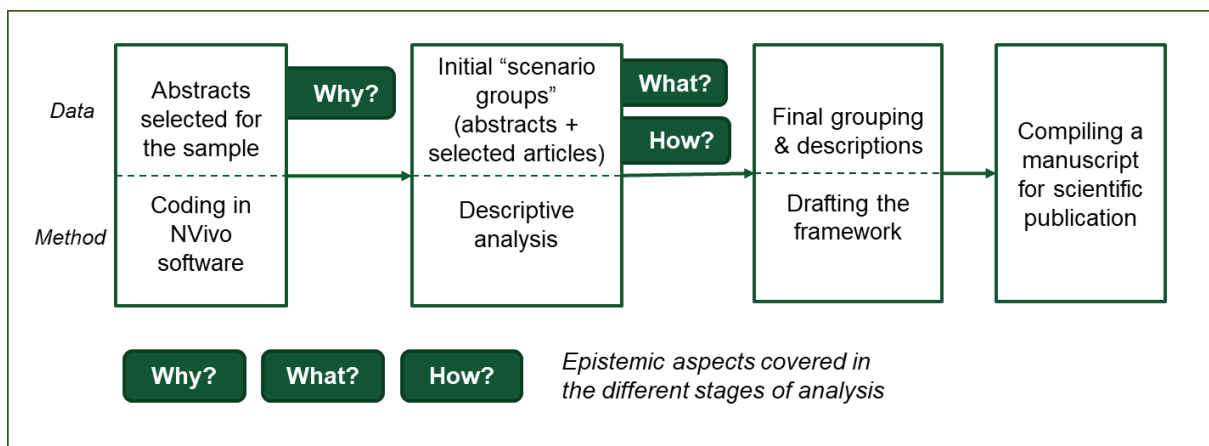 Data
Method
Abstracts
selected for
the sample
Coding in
NVivo
software
Why?
Initial “scenario
groups”
(abstracts +
selected articles)
Descriptive
analysis
What?
How?
Final grouping
& descriptions
Drafting the
framework
Compiling a
manuscript
for scientific
publication
Why?
What?
How?
Epistemic aspects covered in
the different stages of analysis